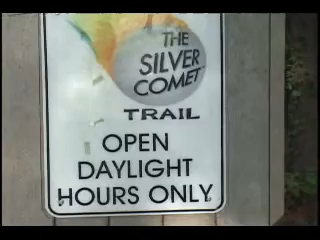 THE
SILVER
COMET
TRAIL
OPEN
DAYLIGHT
HOURS ONLY